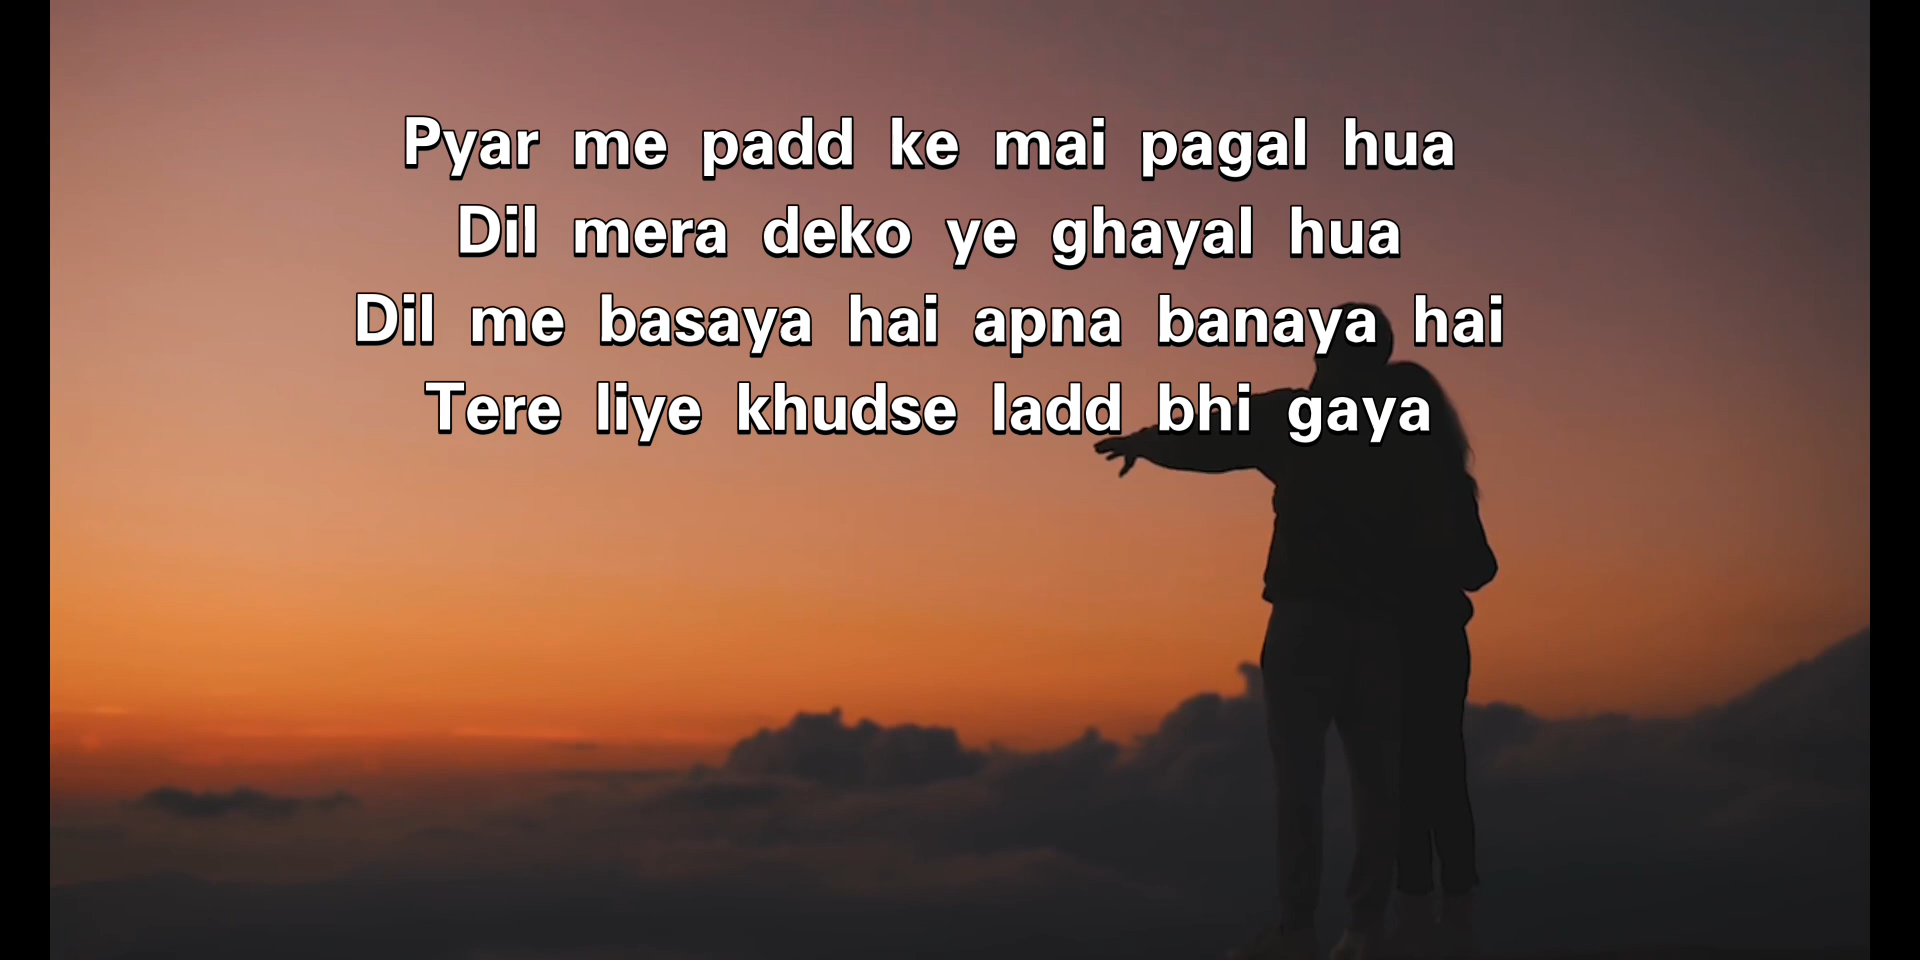 Pyar me padd ke mai pagal hua
Dil mera deko ye ghayal hua
Dil me basaya hai apna banaya hai
Tere liye khudse ladd bhi gaya